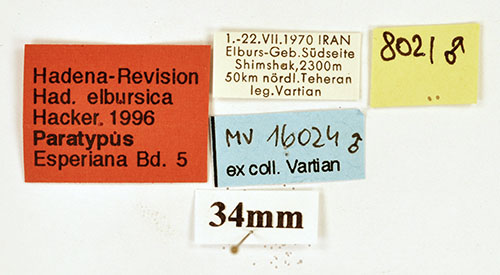 Hadena-Revision
Had. elbursica
Hacker. 1996
Paratypus
Esperiana Bd. 5
1.-22.VII.1970 IRAN
Elburs-Geb. Südseite
Shimshak, 2300m
50km nördl. Teheran
leg. Vartian
8021 ♂
MV 16024 ♂
ex coll. Vartian
34mm